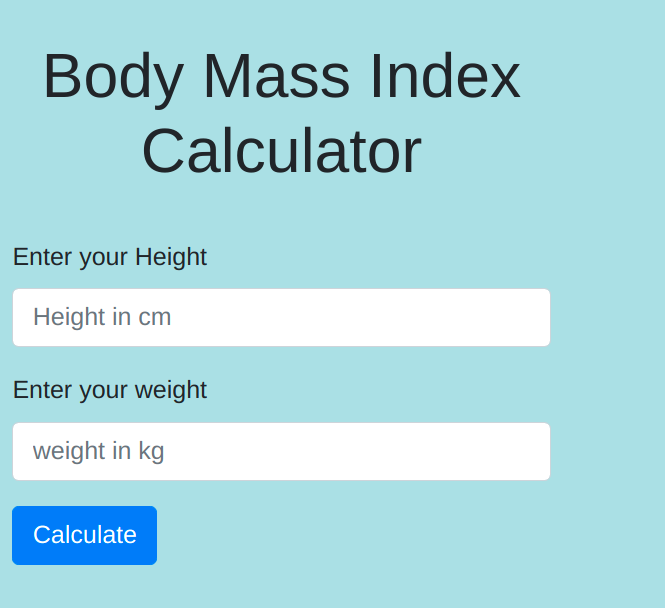 Body Mass Index
Calculator
Enter your Height
Height in cm
Enter your weight
weight in kg
Calculate